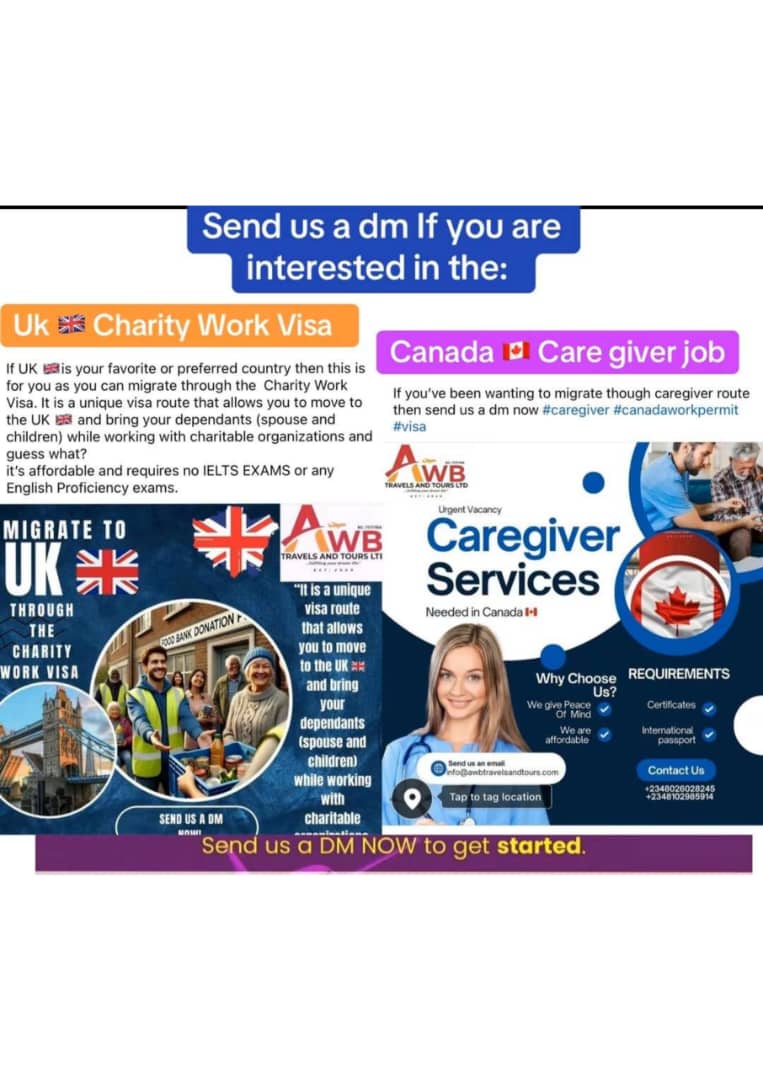 Send us a dm If you are
interested in the:
Uk 🇬🇧 Charity Work Visa
If UK 🇬🇧is your favorite or preferred country then this is
for you as you can migrate through the Charity Work
Visa. It is a unique visa route that allows you to move to
the UK 🇬🇧 and bring your dependants (spouse and
children) while working with charitable organizations and
guess what?
it's affordable and requires no IELTS EXAMS or any
English Proficiency exams.
MIGRATE TO
UK
THROUGH
THE
CHARITY
WORK VISA
FOOD BANK DONATION
SEND US A DM
NOW!
AWB
TRAVELS AND TOURS LT
"It is a unique
visa route
that allows
you to move
to the UK 🇬🇧
and bring
your
dependants
(spouse and
children)
while working
with
charitable
organizations
Canada 🇨🇦 Care giver job
If you've been wanting to migrate though caregiver route
then send us a dm now #caregiver #canadaworkpermit
#visa
AWB
TRAVELS AND TOURS LTD
Urgent Vacancy
Caregiver
Services
Needed in Canada 🇨🇦
Why Choose
Us?
We give Peace
Of Mind
We are
affordable
REQUIREMENTS
Certificates
International
passport
Contact Us
+2348026028245
+2348102985914
Send us an email
info@awbtravelsandtours.com
Tap to tag location
Send us a DM NOW to get started.